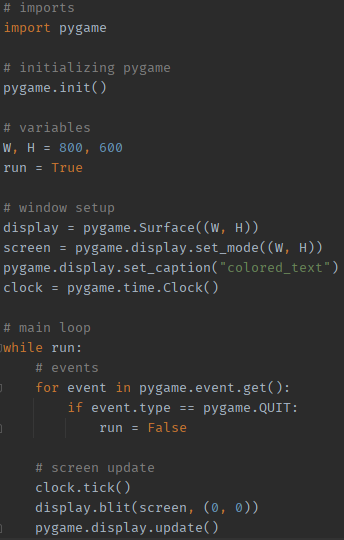 # imports
import pygame

# initializing pygame
pygame.init()

# variables
W, H = 800, 600
run = True

# window setup
display = pygame.Surface((W, H))
screen = pygame.display.set_mode((W, H))
pygame.display.set_caption("colored_text")
clock = pygame.time.Clock()

# main loop
while run:
    # events
    for event in pygame.event.get():
        if event.type == pygame.QUIT:
            run = False

    # screen update
    clock.tick()
    display.blit(screen, (0, 0))
    pygame.display.update()